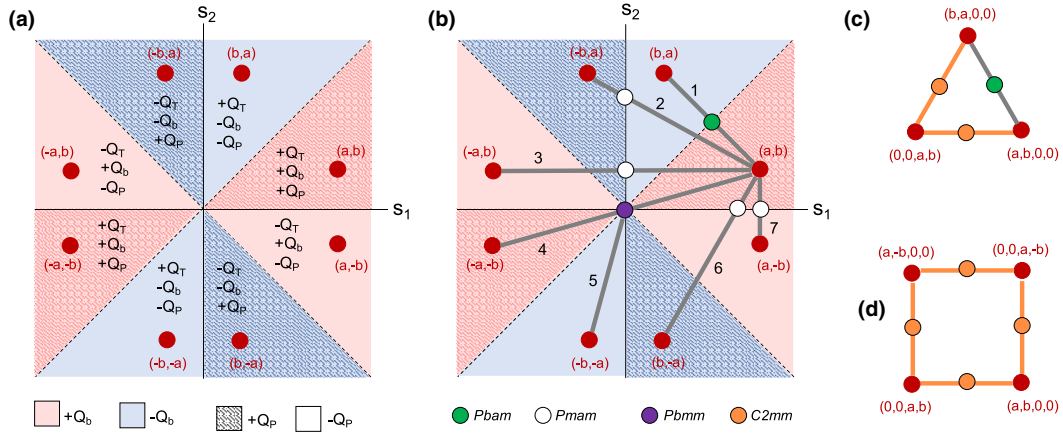 (a)
S2
(-b,a)
(b,a)
-QT
-Qb
+QP
+QT
-Qb
-QP
(-a,b)
-QT
+Qb
-QP
+QT
+Qb
+QP
(a,b)
S1
+QT
+Qb
+QP
(-a,-b)
+QT
-Qb
-QP
-QT
-Qb
+QP
-QT
+Qb
-QP
(a,-b)
(-b,-a)
(b,-a)
+Qb
-Qb
+QP
-QP
(b)
S2
(-b,a)
(b,a)
1
2
(-a,b)
3
(a,b)
S1
4
(-a,-b)
5
6
7
(a,-b)
(-b,-a)
(b,-a)
Pbam
Pmam
Pbmm
C2mm
(c)
(b,a,0,0)
(0,0,a,b)
(a,b,0,0)
(d)
(a,-b,0,0)
(0,0,a,-b)
(0,0,a,b)
(a,b,0,0)